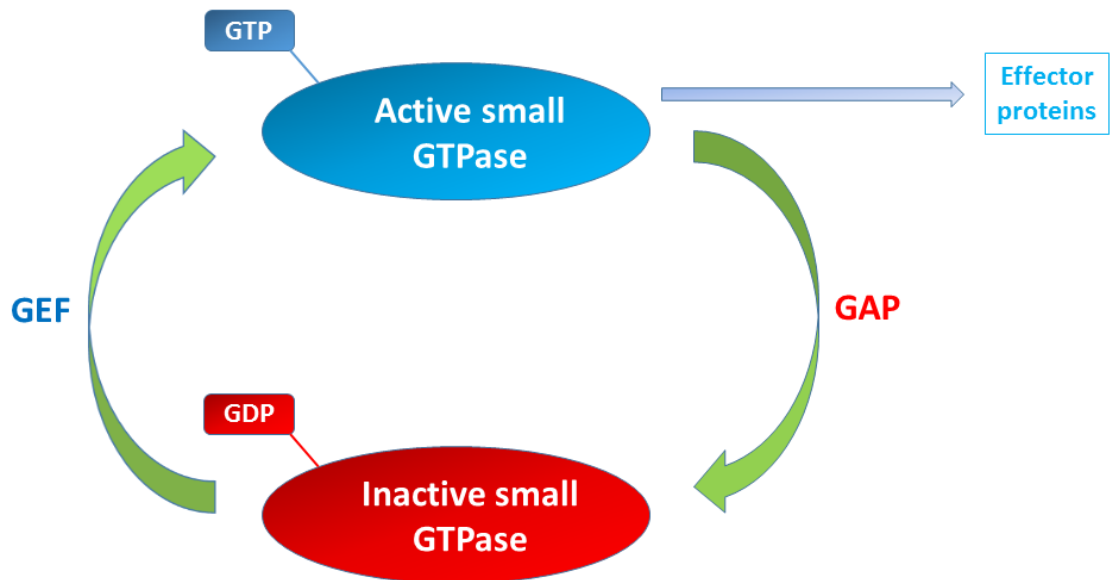 GTP
Active small
GTPase
Effector
proteins
GEF
GAP
GDP
Inactive small
GTPase